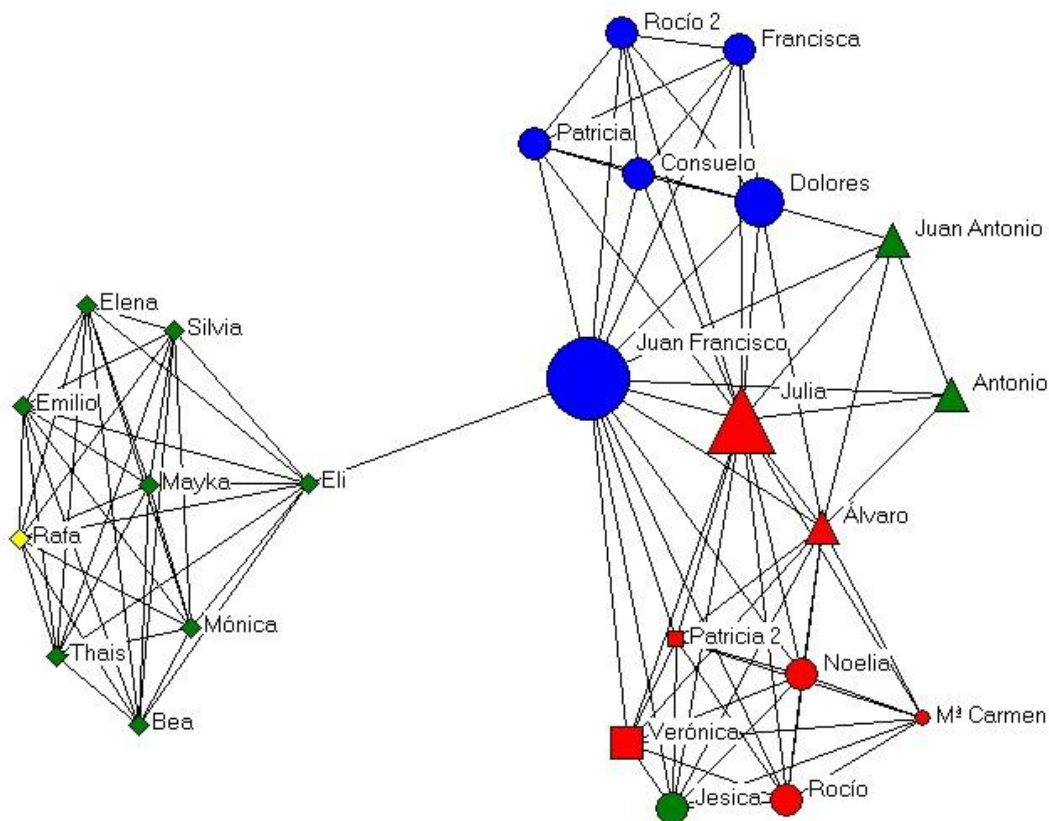 Rocío 2
Francisca
Patricial
Consuelo
Dolores
Juan Antonio
Elena
Silvia
Juan Francisco
Julia
Antonio
Emilio
Mayka
Eli
Rafa
Álvaro
Mónica
Patricia 2
Thais
Noelia
Bea
Mª Carmen
Verónica
Jesica
Rocío